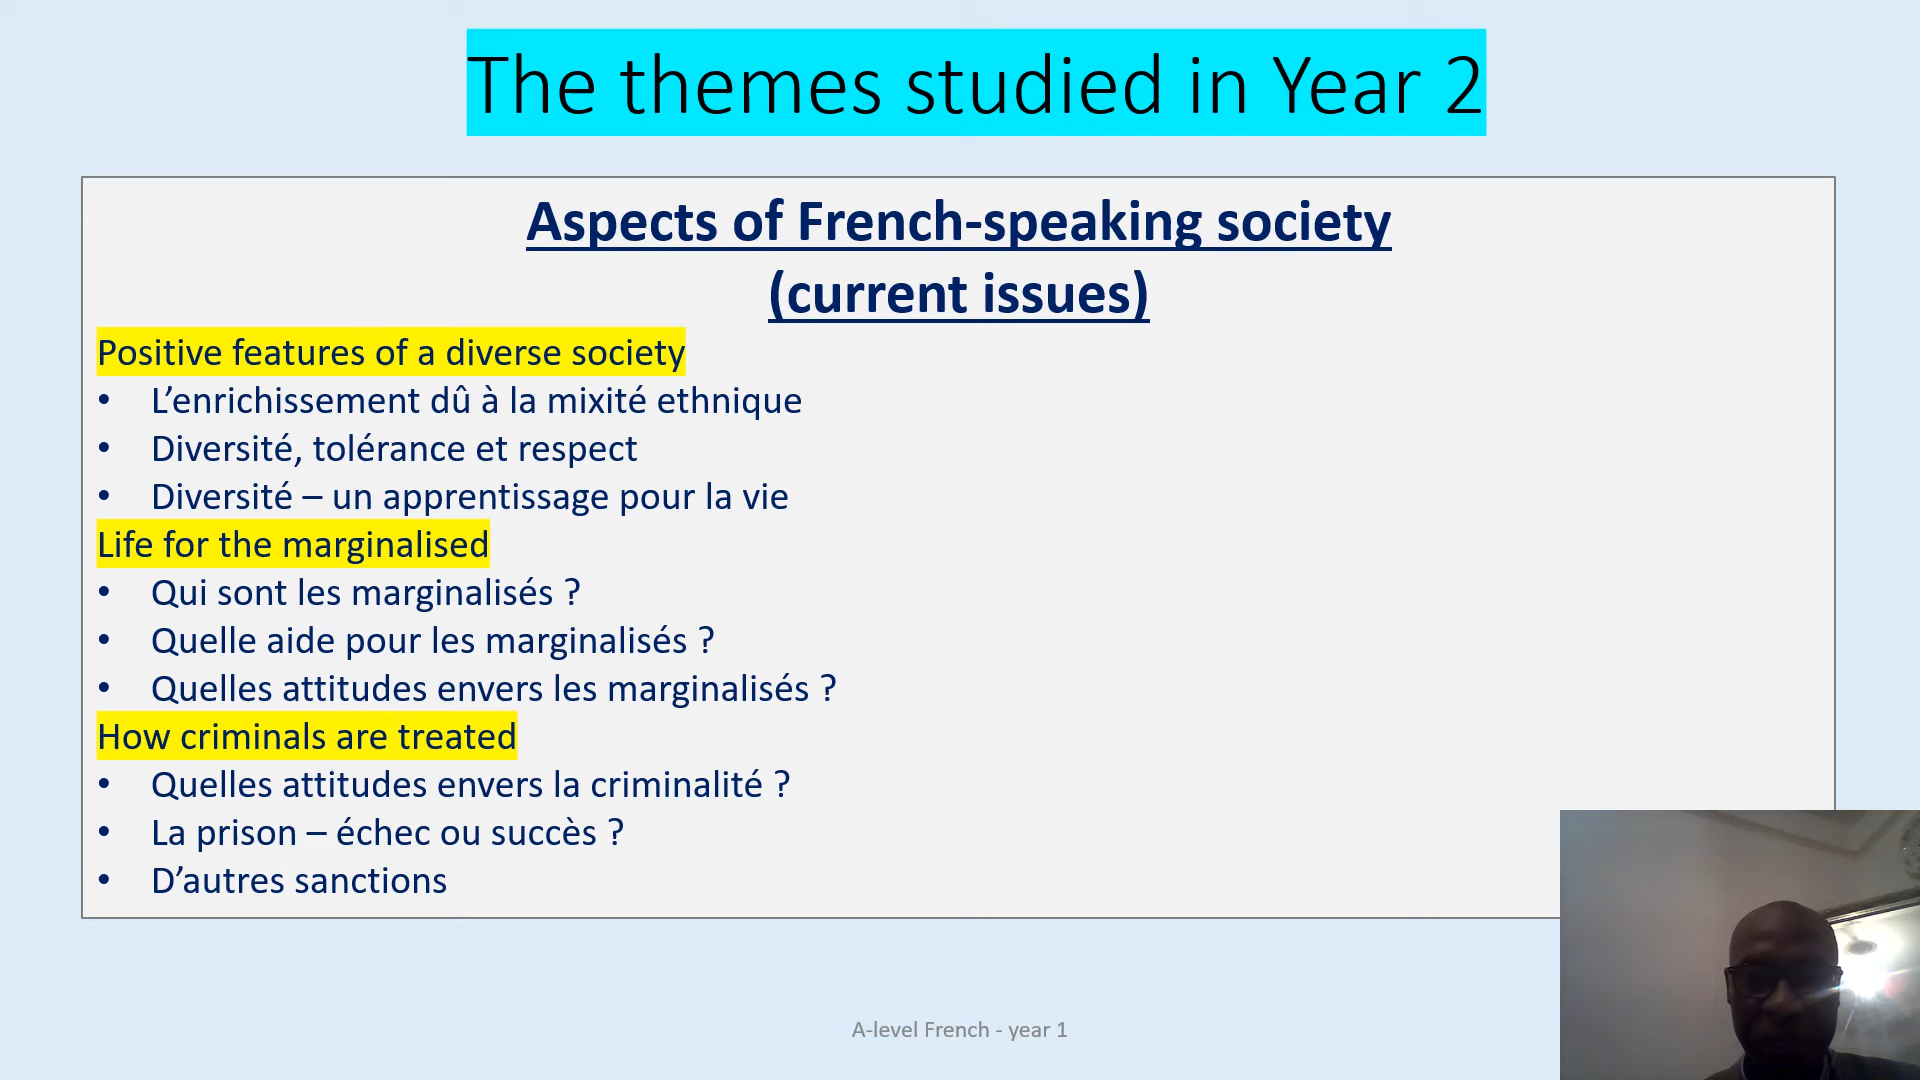 The themes studied in Year 2
Aspects of French-speaking society
(current issues)
Positive features of a diverse society
• L’enrichissement dû à la mixité ethnique
• Diversité, tolérance et respect
• Diversité – un apprentissage pour la vie
Life for the marginalised
• Qui sont les marginalisés ?
• Quelle aide pour les marginalisés ?
• Quelles attitudes envers les marginalisés ?
How criminals are treated
• Quelles attitudes envers la criminalité ?
• La prison – échec ou succès ?
• D’autres sanctions
A-level French - year 1